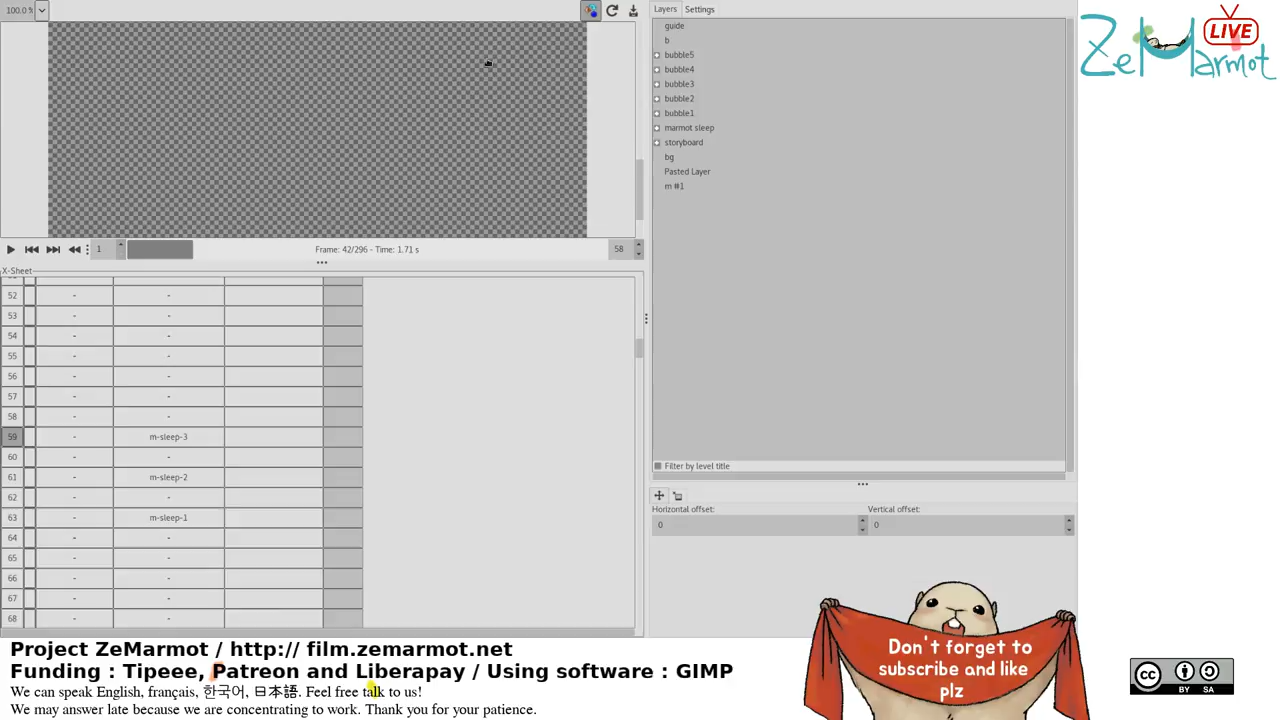 100.0 %
Layers
Settings
LIVE
ZeMarmot
guide
b
bubble5
bubble4
bubble3
bubble2
bubble1
marmot sleep
storyboard
bg
Pasted Layer
m #1
1
Frame: 42/296 - Time: 1.71 s
58
X-Sheet
52 - -
53 - -
54 - -
55 - -
56 - -
57 - -
58 - -
59 - m-sleep-3
60 - -
61 - m-sleep-2
62 - -
63 - m-sleep-1
64 - -
65 - -
66 - -
67 - -
68 - -
Filter by level title
Horizontal offset:
Vertical offset:
0
0
Don't forget to
subscribe and like
plz
Project ZeMarmot / http:// film.zemarmot.net
Funding : Tipeee, Patreon and Liberapay / Using software : GIMP
We can speak English, français, 한국어, 日本語. Feel free talk to us!
We may answer late because we are concentrating to work. Thank you for your patience.
CC
BY SA